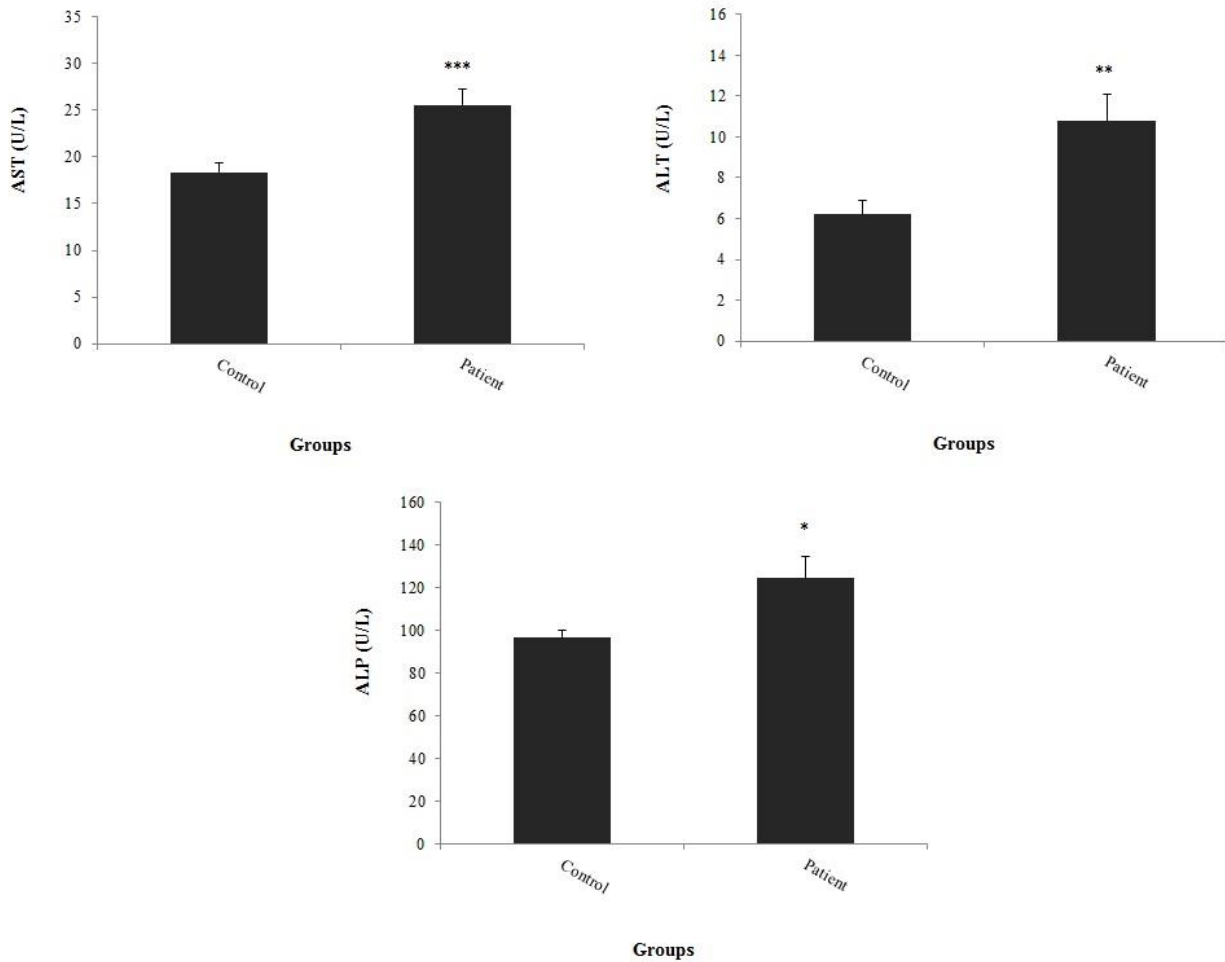 AST (U/L)
35
30
25
20
15
10
5
0
***
Control
Patient
Groups
ALT (U/L)
16
14
12
10
8
6
4
2
0
**
Control
Patient
Groups
ALP (U/L)
160
140
120
100
80
60
40
20
0
*
Control
Patient
Groups